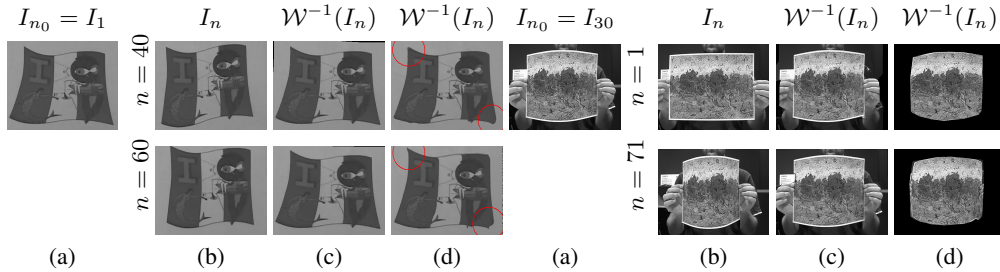 I_{n_0} = I_1 I_n W^{-1}(I_n) W^{-1}(I_n) I_{n_0} = I_{30} I_n W^{-1}(I_n) W^{-1}(I_n)
n = 40 n = 1
n = 60 n = 71
(a) (b) (c) (d) (a) (b) (c) (d)